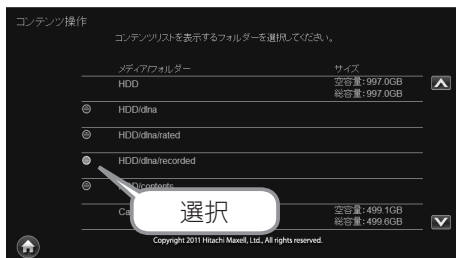 コンテンツ操作
コンテンツリストを表示するフォルダーを選択してください。
メディア/フォルダー サイズ
HDD 空容量:997.0GB
総容量:997.0GB
HDD/dlna
HDD/dlna/rated
HDD/dlna/recorded
HDD/contents
選択
Ca 空容量:499.1GB
総容量:499.6GB
Copyright 2011 Hitachi Maxell, Ltd., All rights reserved.